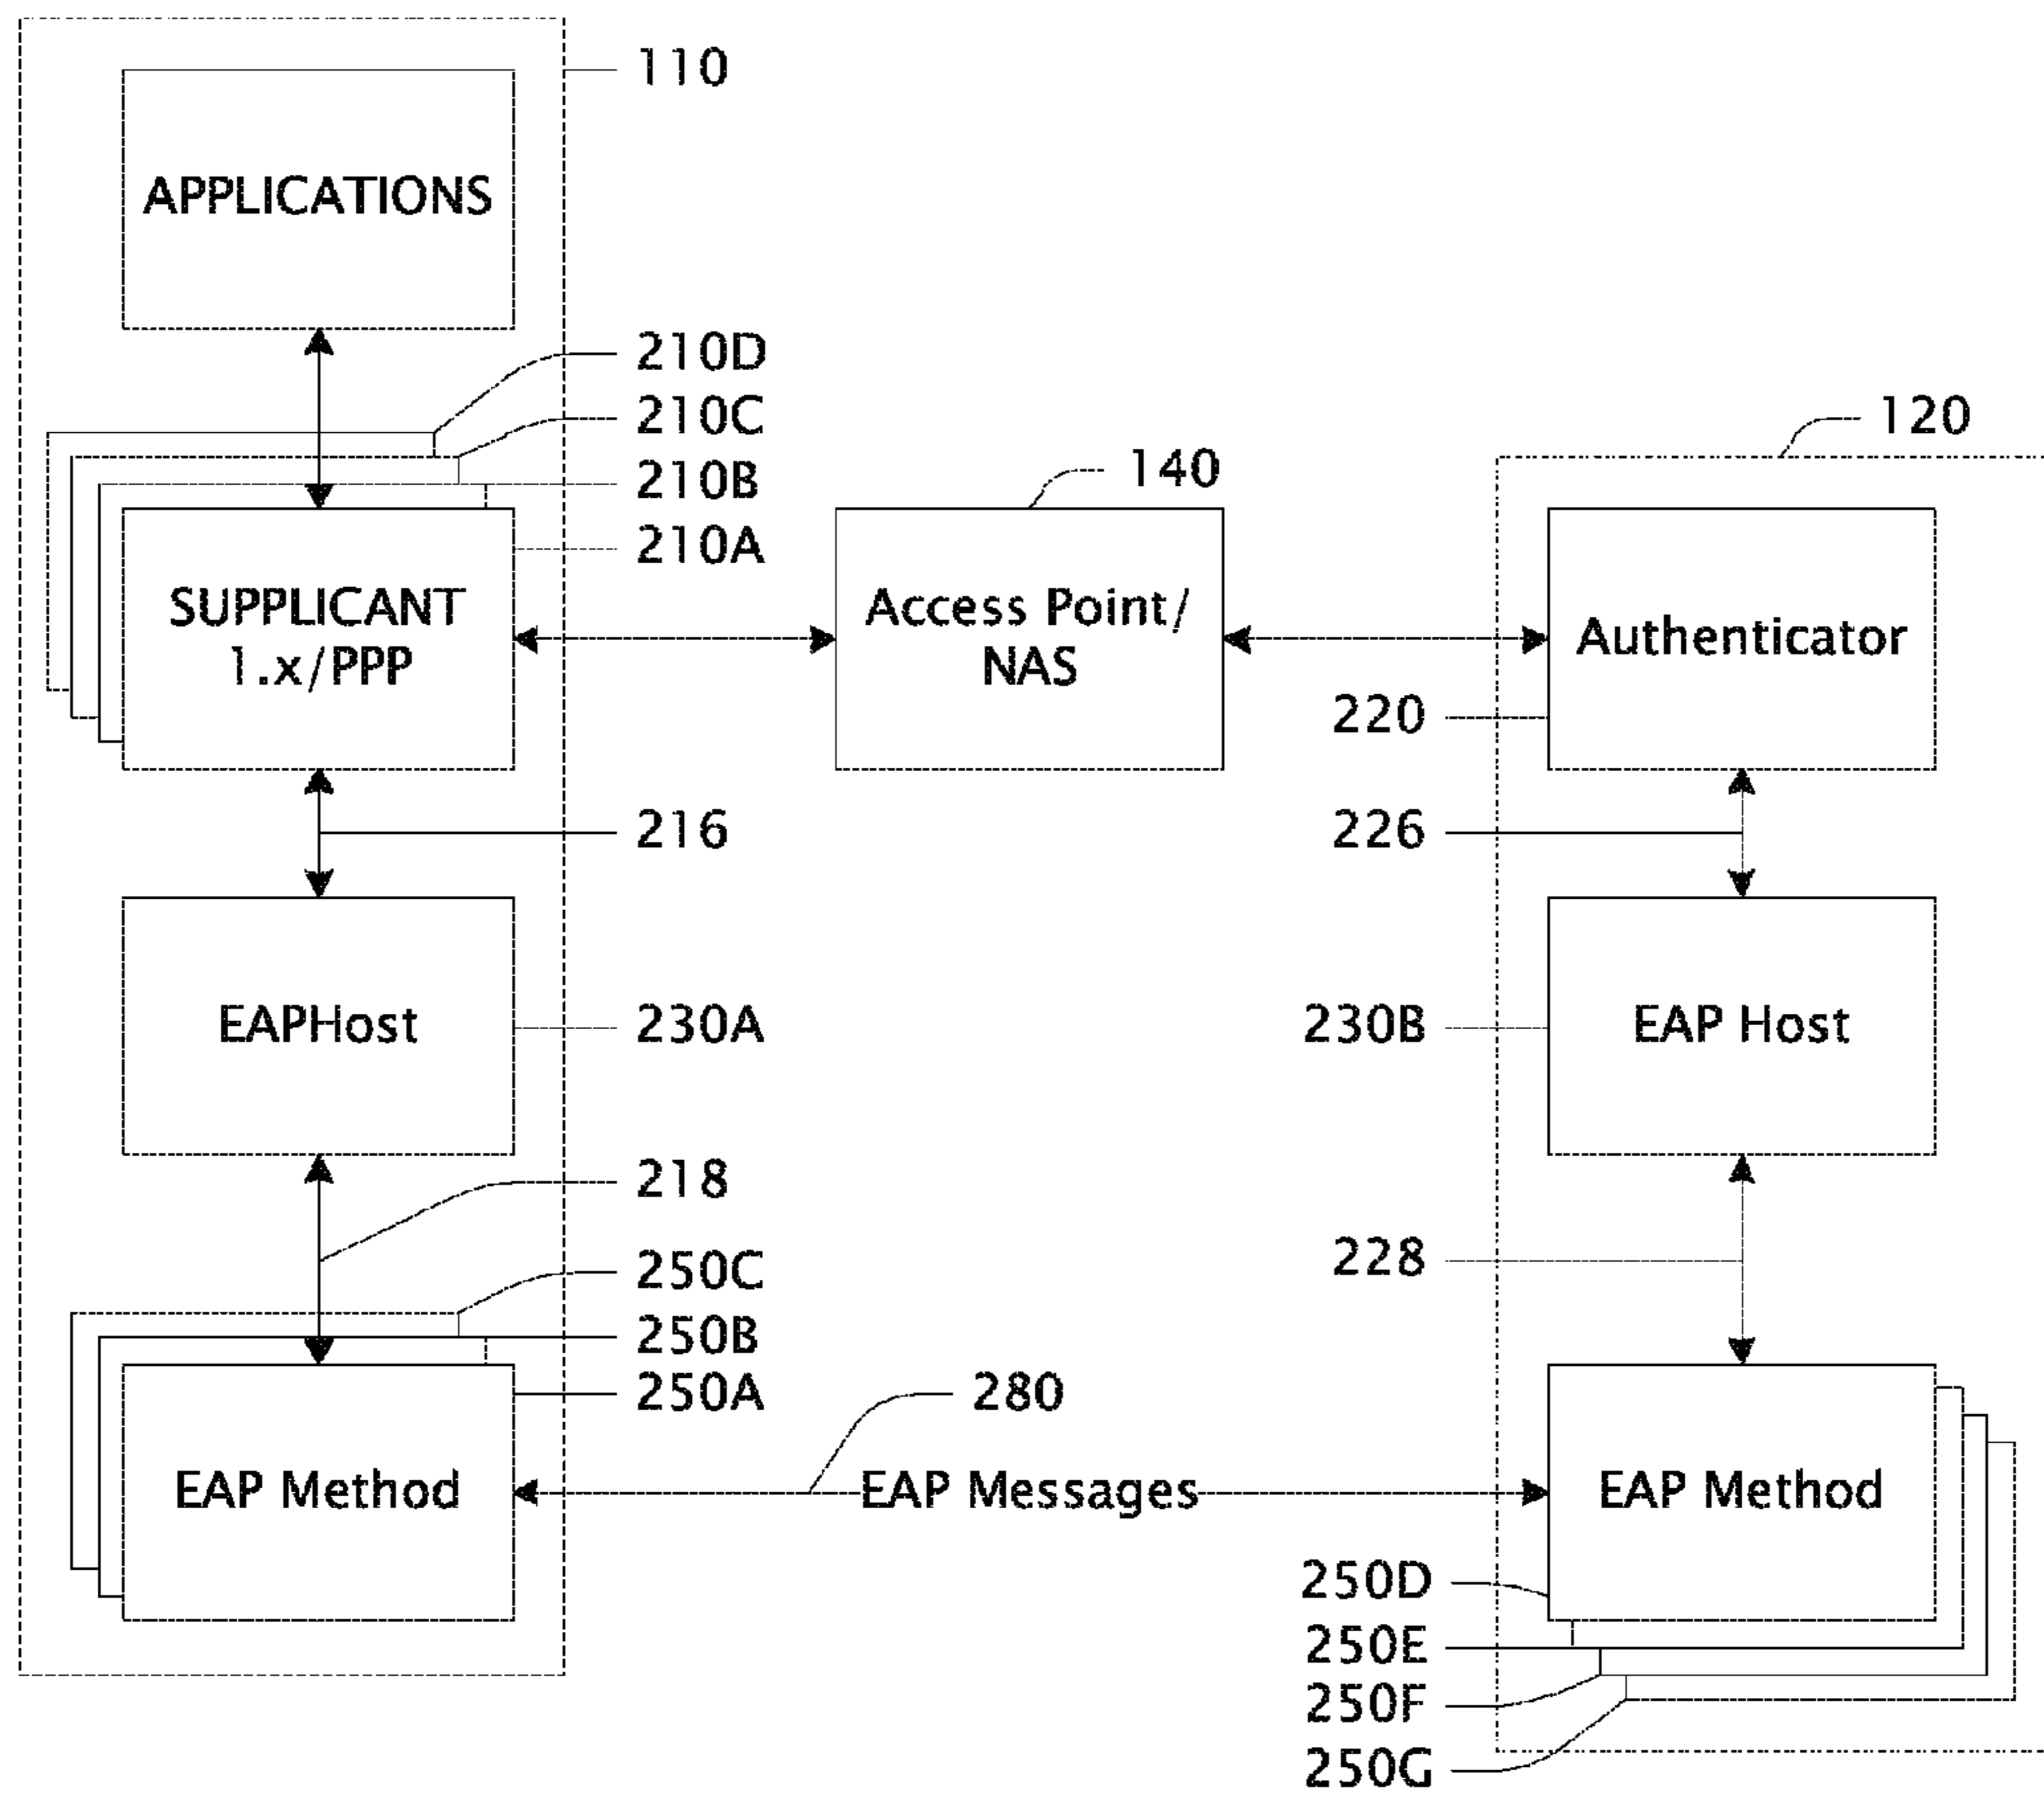 110
APPLICATIONS
210D
210C
210B
210A
SUPPLICANT
1.x/PPP
140
Access Point/
NAS
120
Authenticator
220
216
226
EAPHost
230A
230B
EAP Host
218
228
250C
250B
250A
EAP Method
280
EAP Messages
EAP Method
250D
250E
250F
250G